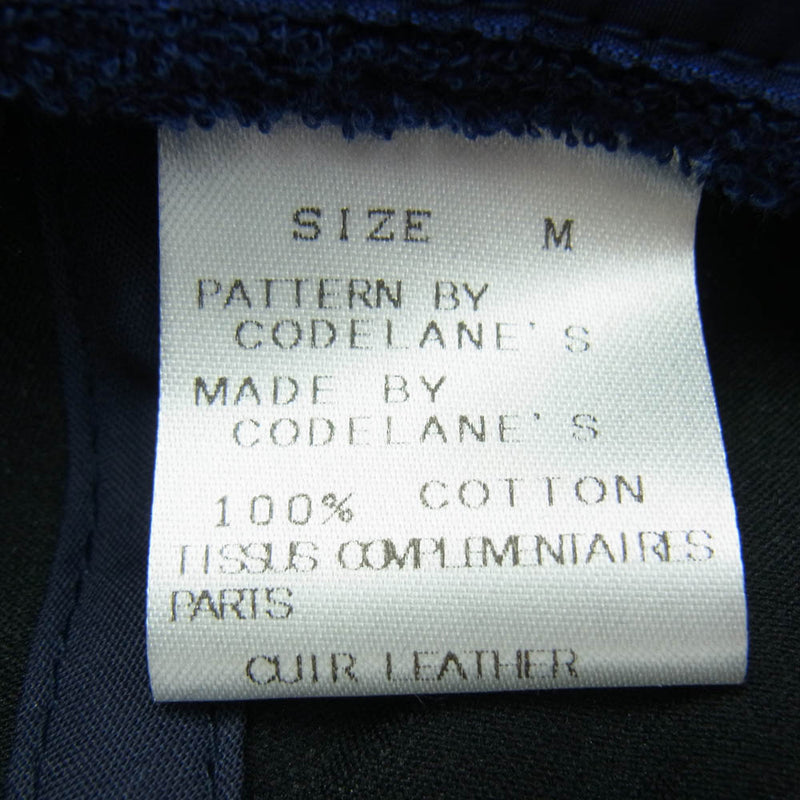 SIZE M
PATTERN BY
CODELANE'S
MADE BY
CODELANE'S
100% COTTON
TISSUS COMPLEMENTAIRES
PARTS
CUIR LEATHER